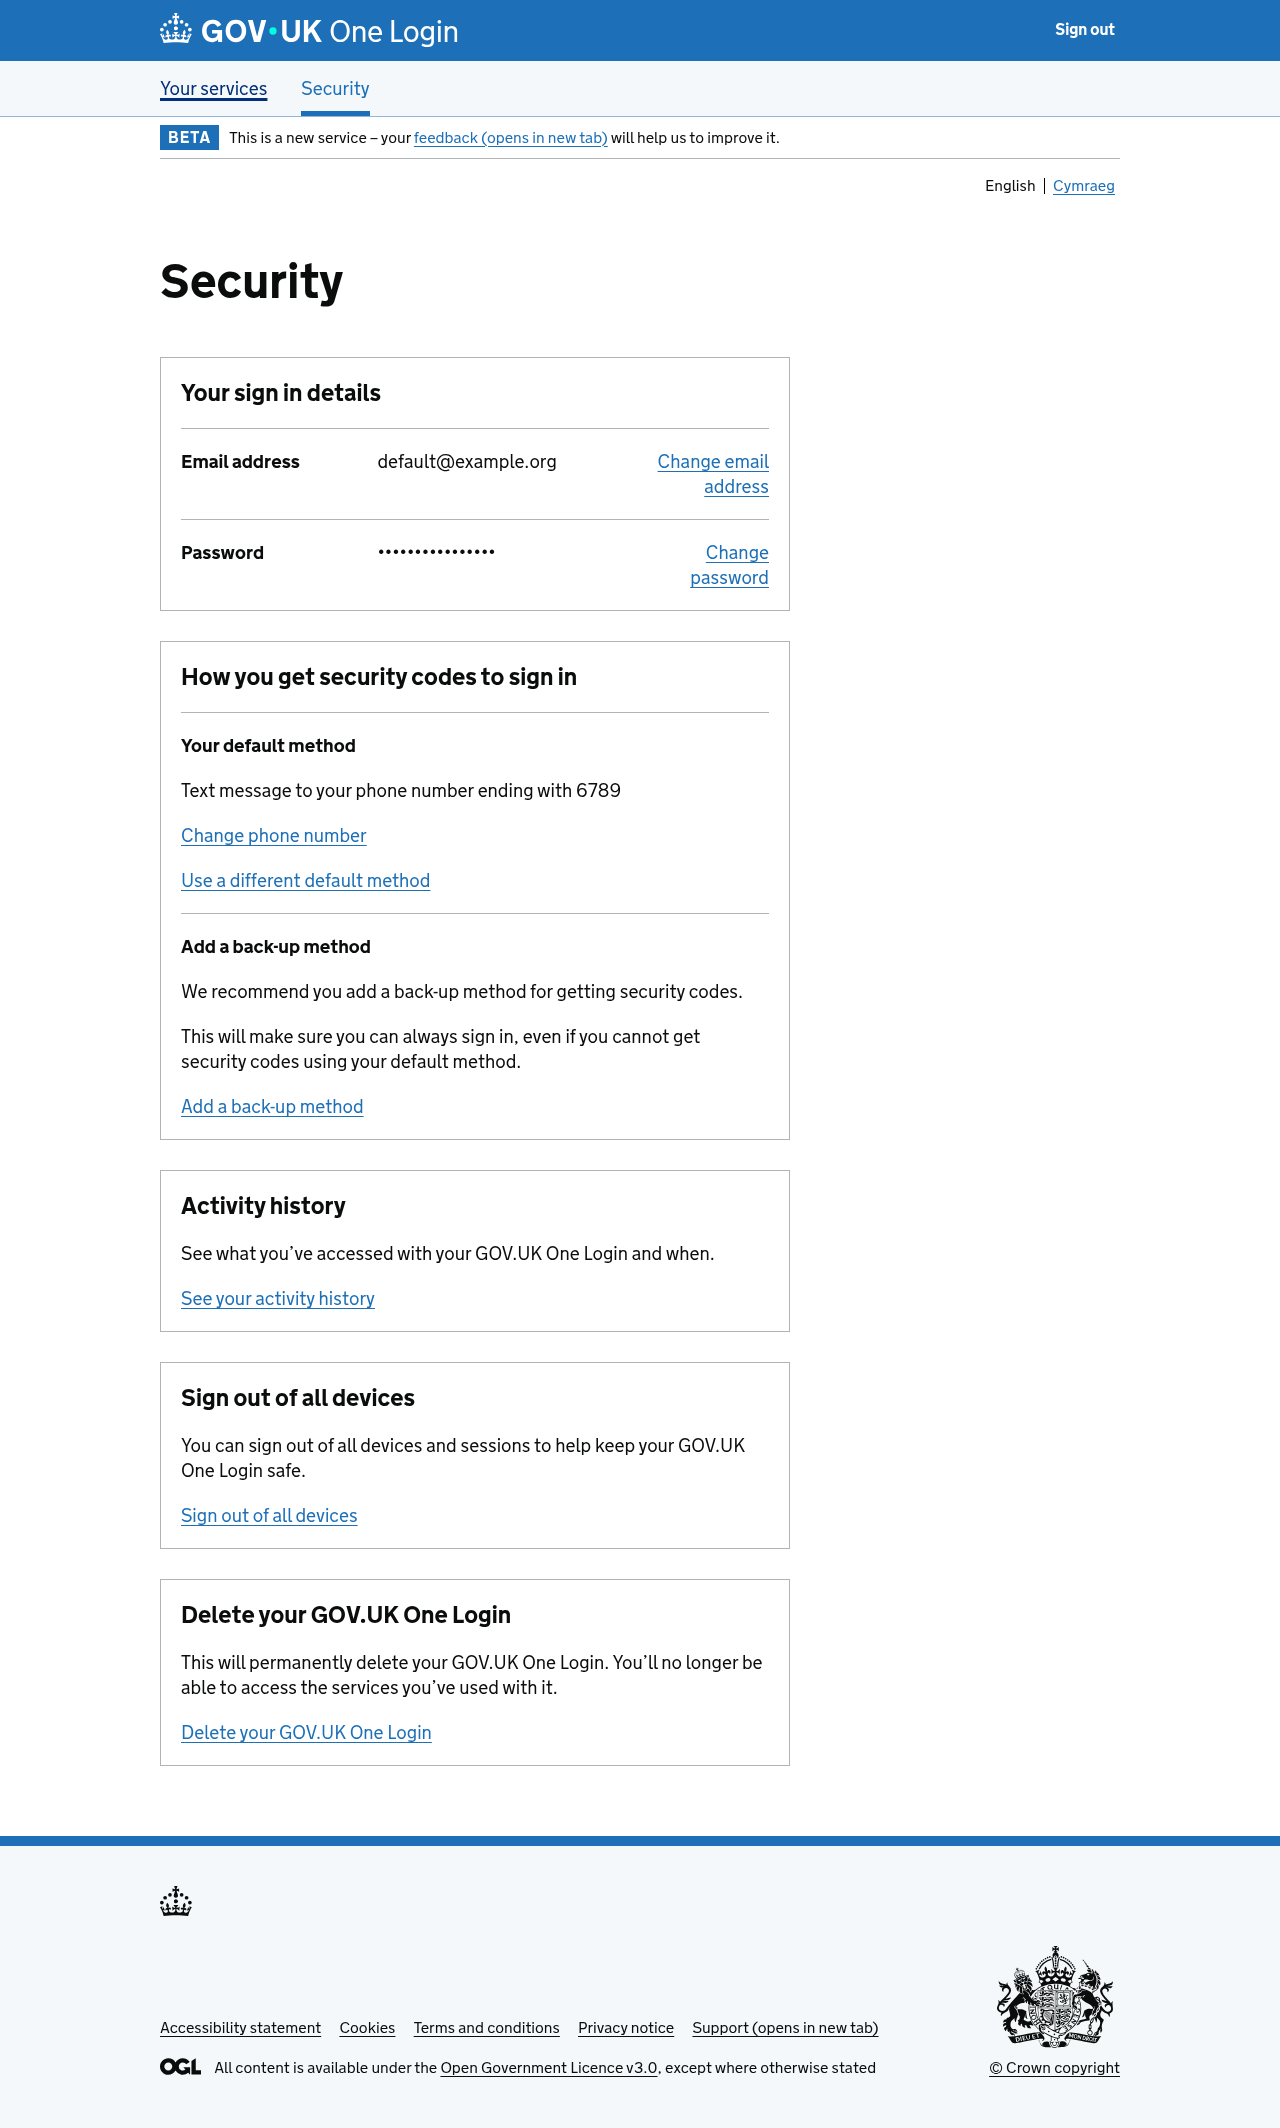 GOV•UK One Login
Sign out
Your services
Security
BETA
This is a new service – your feedback (opens in new tab) will help us to improve it.
English
Cymraeg
Security
Your sign in details
Email address
default@example.org
Change email
address
Password
••••••••••••••••
Change
password
How you get security codes to sign in
Your default method
Text message to your phone number ending with 6789
Change phone number
Use a different default method
Add a back-up method
We recommend you add a back-up method for getting security codes.
This will make sure you can always sign in, even if you cannot get
security codes using your default method.
Add a back-up method
Activity history
See what you’ve accessed with your GOV.UK One Login and when.
See your activity history
Sign out of all devices
You can sign out of all devices and sessions to help keep your GOV.UK
One Login safe.
Sign out of all devices
Delete your GOV.UK One Login
This will permanently delete your GOV.UK One Login. You’ll no longer be
able to access the services you’ve used with it.
Delete your GOV.UK One Login
Accessibility statement
Cookies
Terms and conditions
Privacy notice
Support (opens in new tab)
DIEU ET MON DROIT
OGL
All content is available under the Open Government Licence v3.0, except where otherwise stated
© Crown copyright